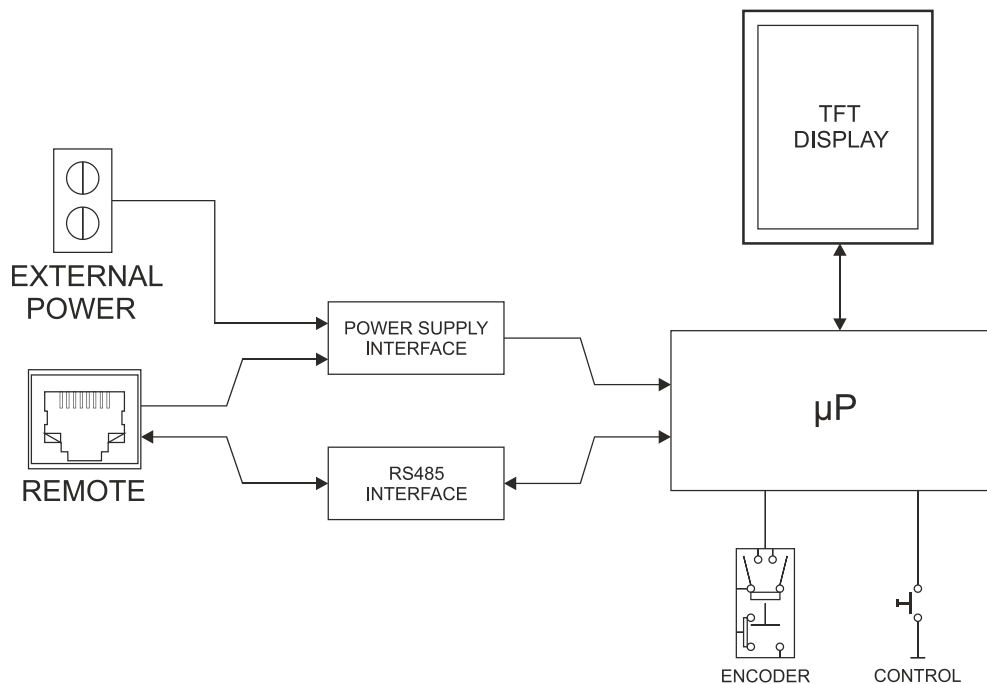 TFT
DISPLAY
EXTERNAL
POWER
POWER SUPPLY
INTERFACE
µP
REMOTE
RS485
INTERFACE
ENCODER
CONTROL